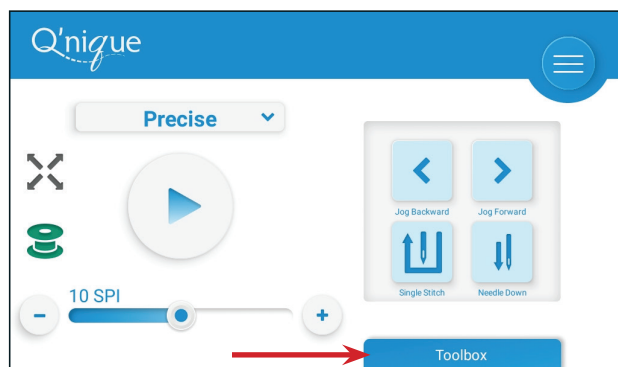 Q'nique
Precise
Jog Backward
Jog Forward
Single Stitch
Needle Down
10 SPI
-
+
Toolbox